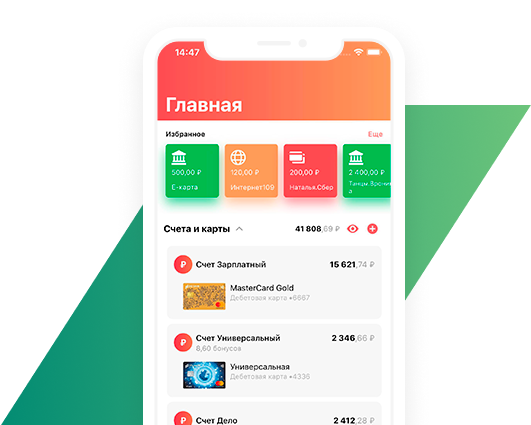 14:47
Главная
Избранное
Еще
500,00 ₽
120,00 ₽
200,00 ₽
2 400,00 ₽
Е-карта
Интернет109
Наталья.Сбер
Танцы.Врони
а
Счета и карты
41 808,69 ₽
₽
Счет Зарплатный
15 621,74 ₽
MasterCard Gold
Дебетовая карта •6667
₽
Счет Универсальный
2 346,66 ₽
8,60 бонусов
Универсальная
Дебетовая карта •4336
₽
Счет Дело
2 412,28 ₽